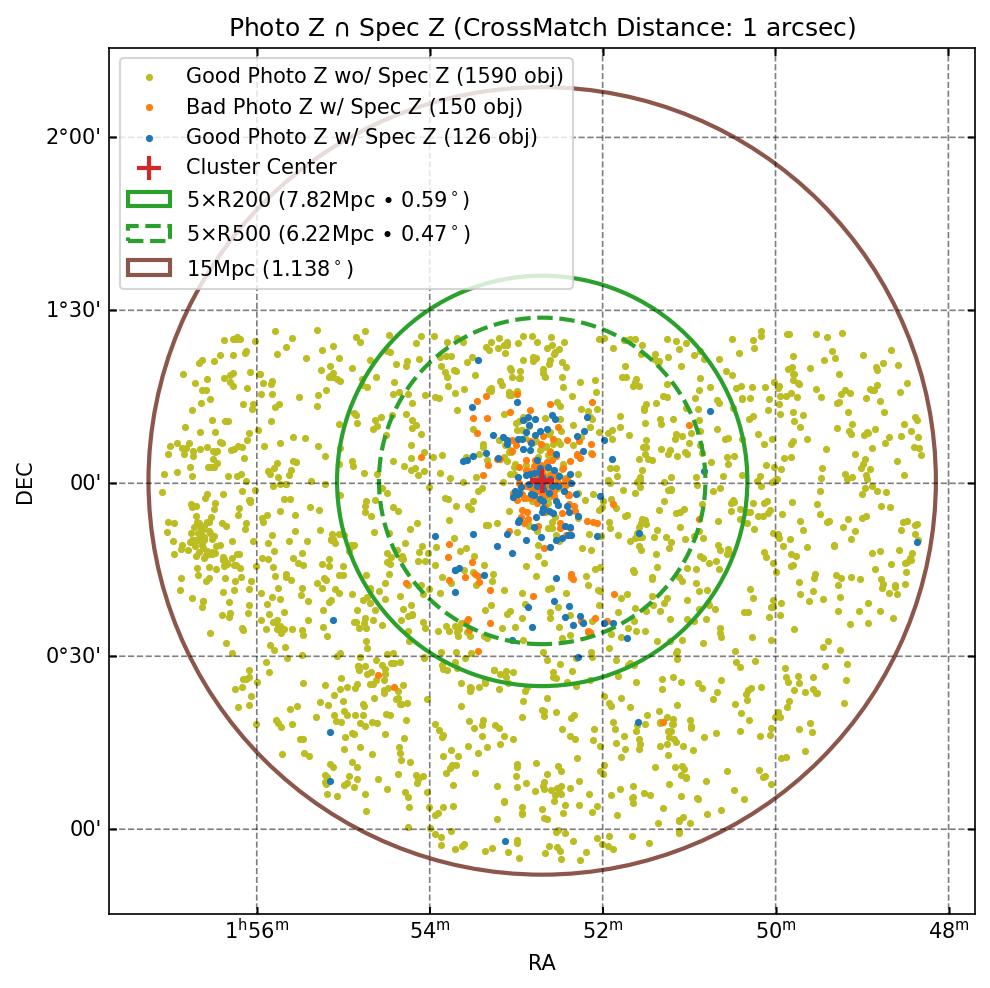 Photo Z ∩ Spec Z (CrossMatch Distance: 1 arcsec)
Good Photo Z wo/ Spec Z (1590 obj)
Bad Photo Z w/ Spec Z (150 obj)
Good Photo Z w/ Spec Z (126 obj)
Cluster Center
5×R200 (7.82Mpc • 0.59°)
5×R500 (6.22Mpc • 0.47°)
15Mpc (1.138°)
2°00'
1°30'
00'
0°30'
00'
DEC
1ʰ56ᵐ 54ᵐ 52ᵐ 50ᵐ 48ᵐ
RA